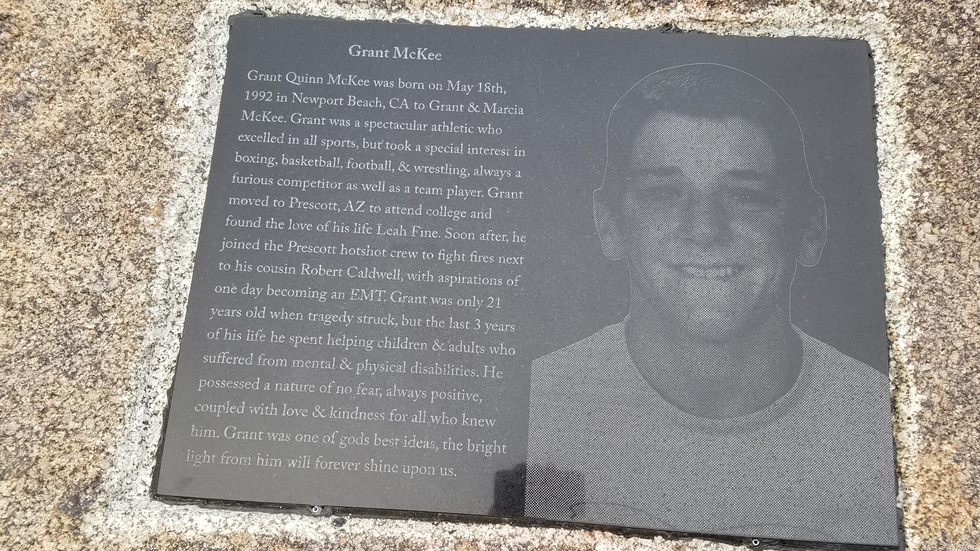 Grant McKee
Grant Quinn McKee was born on May 18th,
1992 in Newport Beach, CA to Grant & Marcia
McKee. Grant was a spectacular athletic who
excelled in all sports, but took a special interest in
boxing, basketball, football, & wrestling, always a
furious competitor as well as a team player. Grant
moved to Prescott, AZ to attend college and
found the love of his life Leah Fine. Soon after, he
joined the Prescott hotshot crew to fight fires next
to his cousin Robert Caldwell, with aspirations of
one day becoming an EMT. Grant was only 21
years old when tragedy struck, but the last 3 years
of his life he spent helping children & adults who
suffered from mental & physical disabilities. He
possessed a nature of no fear, always positive,
coupled with love & kindness for all who knew
him. Grant was one of gods best ideas, the bright
light from him will forever shine upon us.